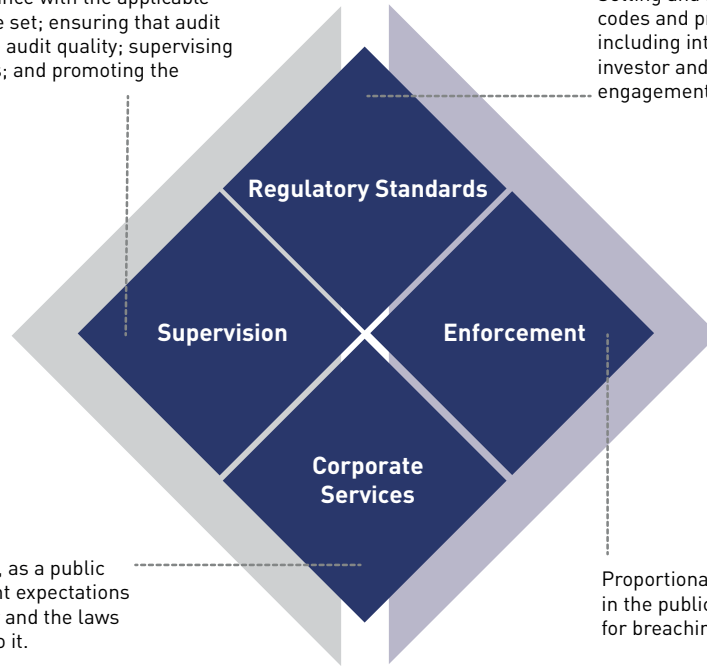 ance with the applicable
e set; ensuring that audit
audit quality; supervising
s; and promoting the
codes and pr
including int
investor and
engagement
Regulatory Standards
Supervision
Enforcement
Corporate
Services
, as a public
nt expectations
and the laws
o it.
Proportiona
in the public
for breachin